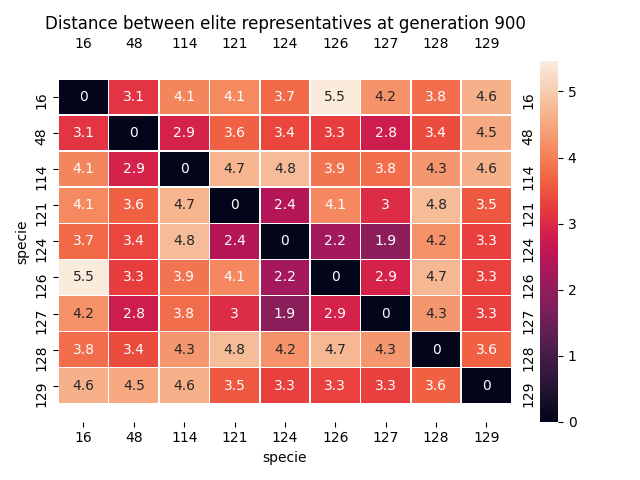 Distance between elite representatives at generation 900
16 48 114 121 124 126 127 128 129
16 0 3.1 4.1 4.1 3.7 5.5 4.2 3.8 4.6 16
48 3.1 0 2.9 3.6 3.4 3.3 2.8 3.4 4.5 48
114 4.1 2.9 0 4.7 4.8 3.9 3.8 4.3 4.6 114
121 4.1 3.6 4.7 0 2.4 4.1 3 4.8 3.5 121
124 3.7 3.4 4.8 2.4 0 2.2 1.9 4.2 3.3 124
126 5.5 3.3 3.9 4.1 2.2 0 2.9 4.7 3.3 126
127 4.2 2.8 3.8 3 1.9 2.9 0 4.3 3.3 127
128 3.8 3.4 4.3 4.8 4.2 4.7 4.3 0 3.6 128
129 4.6 4.5 4.6 3.5 3.3 3.3 3.3 3.6 0 129
16 48 114 121 124 126 127 128 129
specie
specie
5
4
3
2
1
0